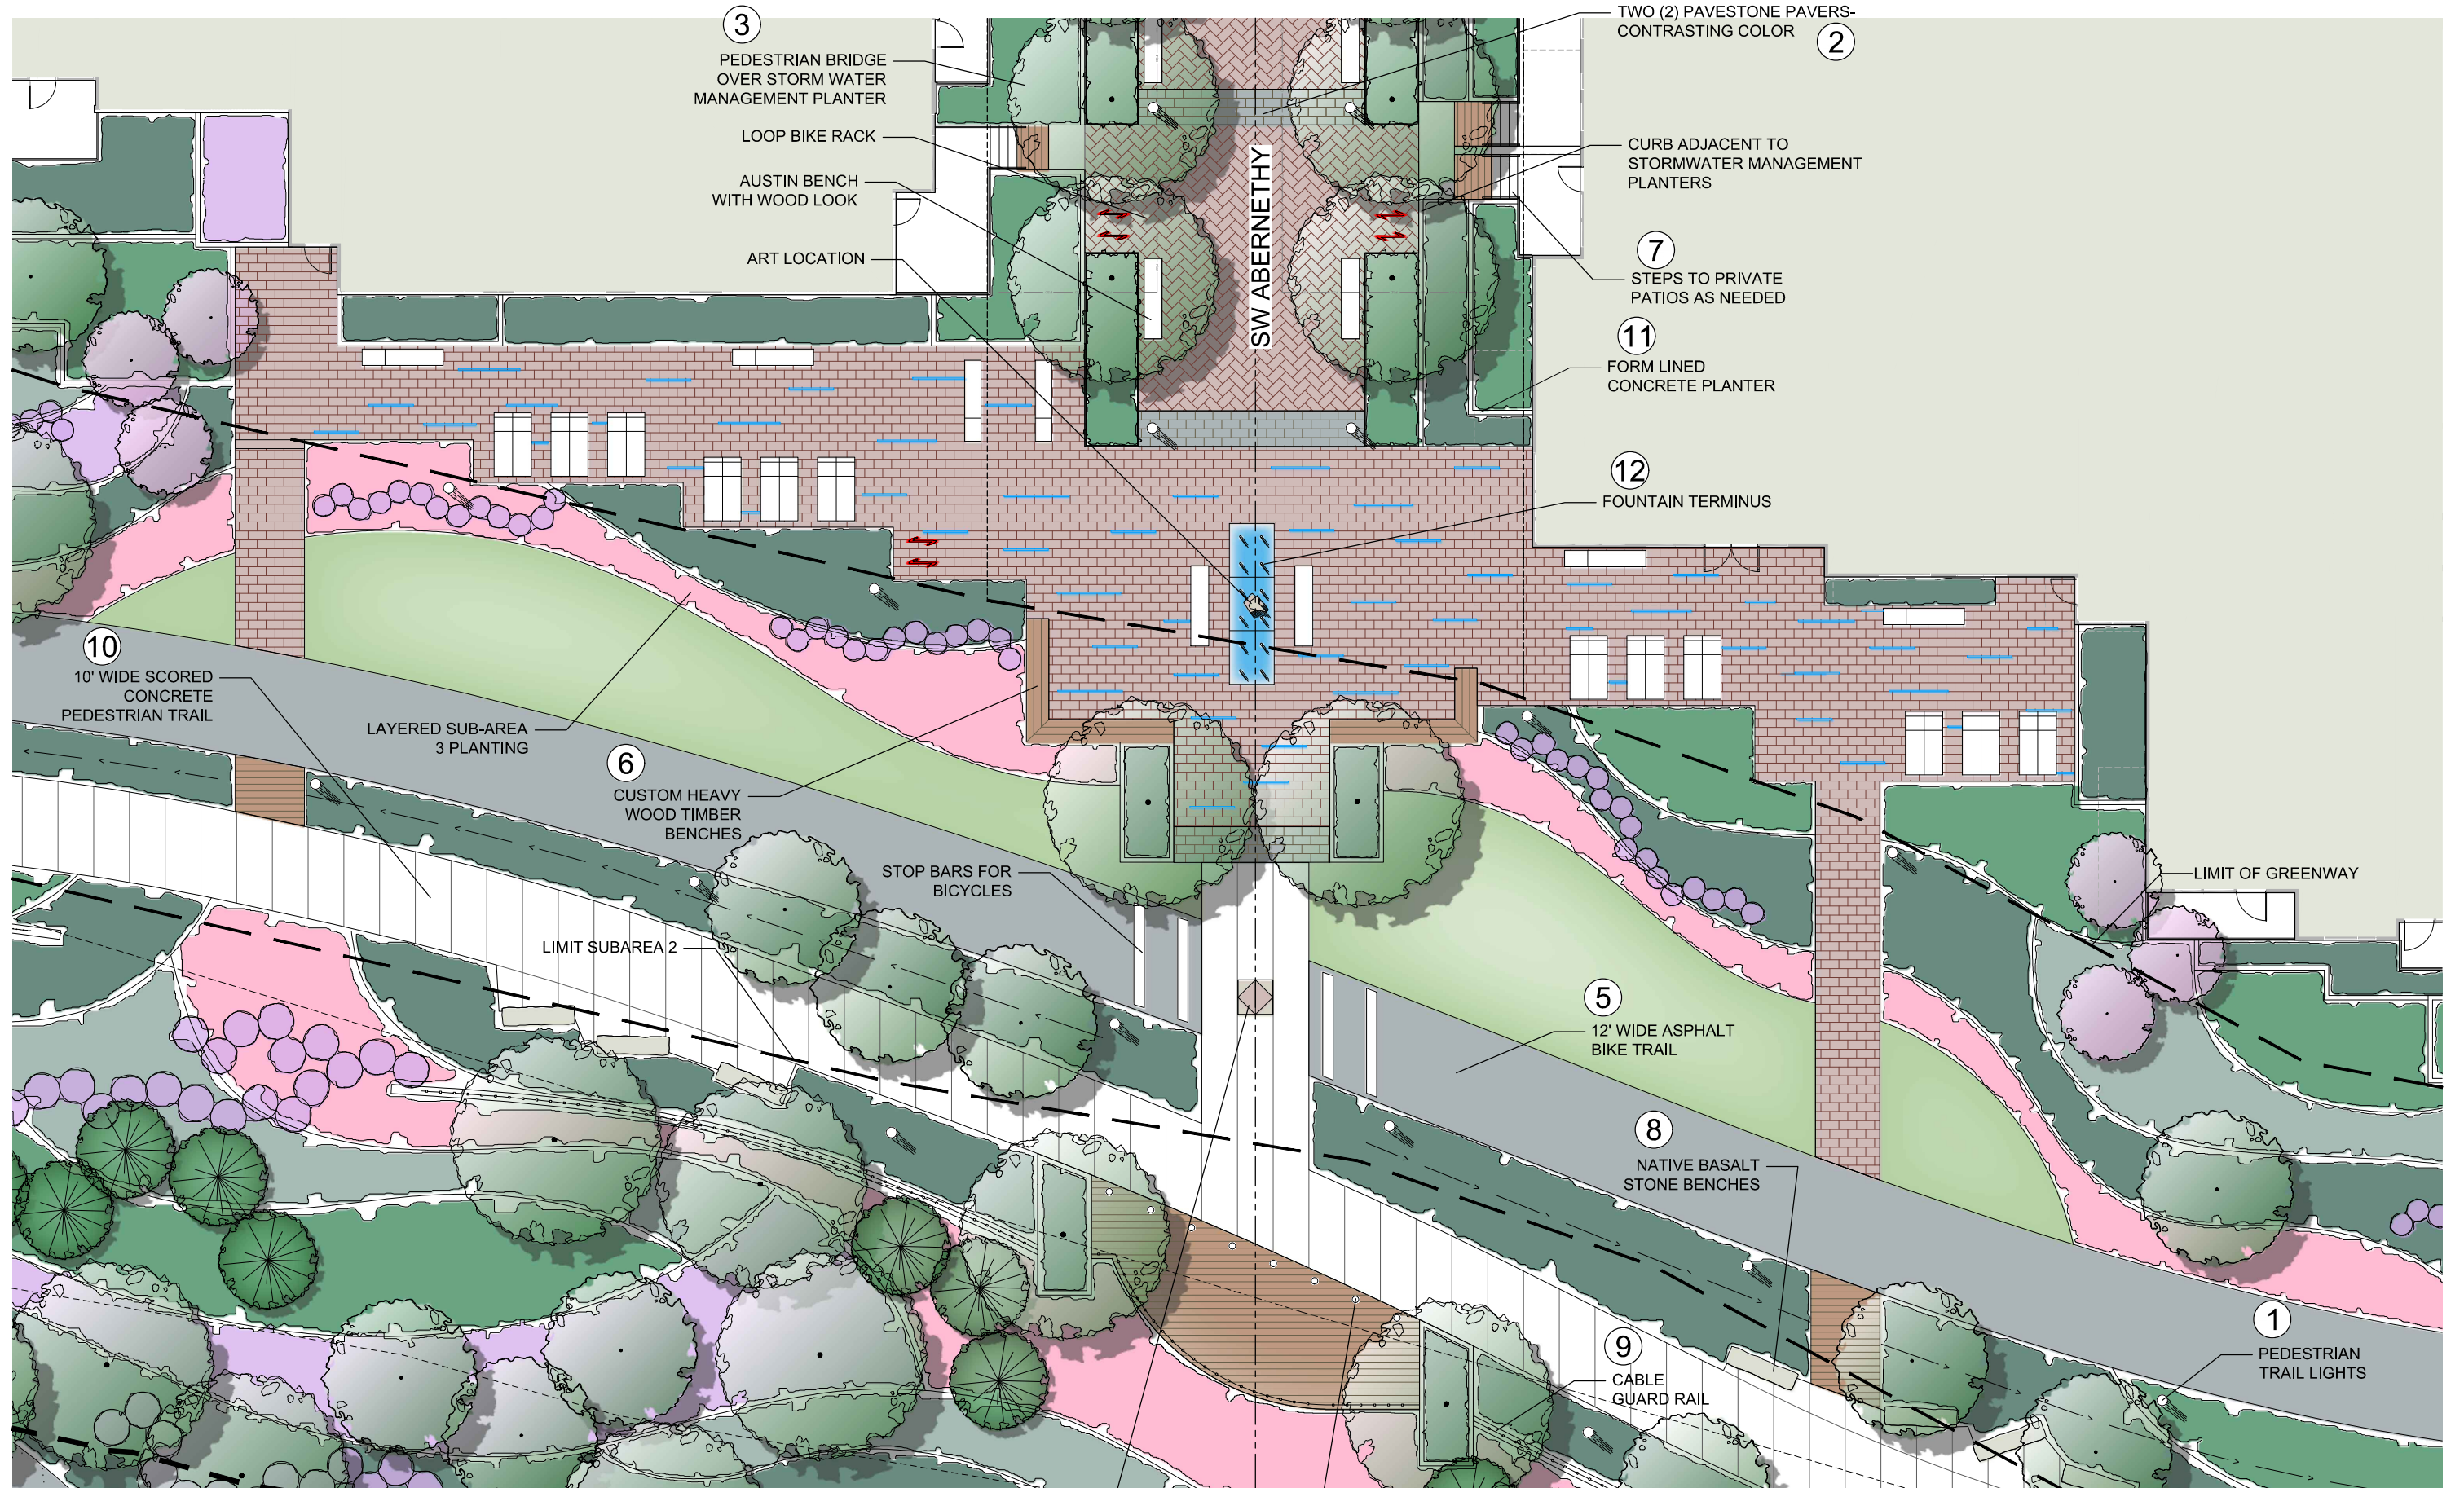 3
PEDESTRIAN BRIDGE
OVER STORM WATER
MANAGEMENT PLANTER
LOOP BIKE RACK
AUSTIN BENCH
WITH WOOD LOOK
ART LOCATION
SW ABERNETHY
TWO (2) PAVESTONE PAVERS-
CONTRASTING COLOR
2
CURB ADJACENT TO
STORMWATER MANAGEMENT
PLANTERS
7
STEPS TO PRIVATE
PATIOS AS NEEDED
11
FORM LINED
CONCRETE PLANTER
12
FOUNTAIN TERMINUS
10
10' WIDE SCORED
CONCRETE
PEDESTRIAN TRAIL
LAYERED SUB-AREA
3 PLANTING
6
CUSTOM HEAVY
WOOD TIMBER
BENCHES
STOP BARS FOR
BICYCLES
LIMIT SUBAREA 2
LIMIT OF GREENWAY
5
12' WIDE ASPHALT
BIKE TRAIL
8
NATIVE BASALT
STONE BENCHES
9
CABLE
GUARD RAIL
1
PEDESTRIAN
TRAIL LIGHTS